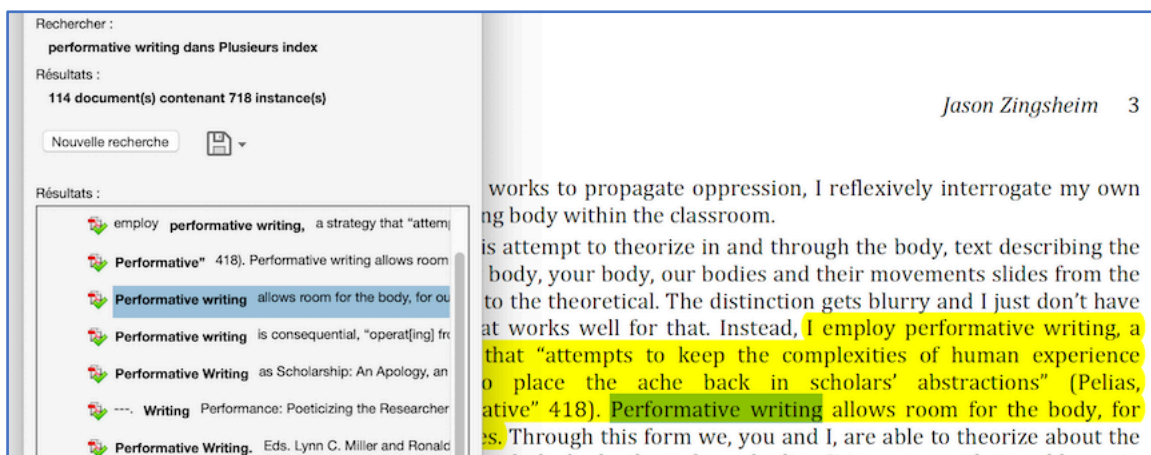 Rechercher :
performative writing dans Plusieurs index
Résultats :
114 document(s) contenant 718 instance(s)
Nouvelle recherche
Résultats :
employ performative writing, a strategy that “attem
Performative" 418). Performative writing allows room
Performative writing allows room for the body, for ou
Performative writing is consequential, “operat[ing] fro
Performative Writing as Scholarship: An Apology, an
---. Writing Performance: Poeticizing the Researcher
Performative Writing. Eds. Lynn C. Miller and Ronald
Jason Zingsheim 3
works to propagate oppression, I reflexively interrogate my own
ng body within the classroom.
is attempt to theorize in and through the body, text describing the
body, your body, our bodies and their movements slides from the
to the theoretical. The distinction gets blurry and I just don’t have
at works well for that. Instead, I employ performative writing, a
that “attempts to keep the complexities of human experience
o place the ache back in scholars’ abstractions” (Pelias,
ative” 418). Performative writing allows room for the body, for
es. Through this form we, you and I, are able to theorize about the